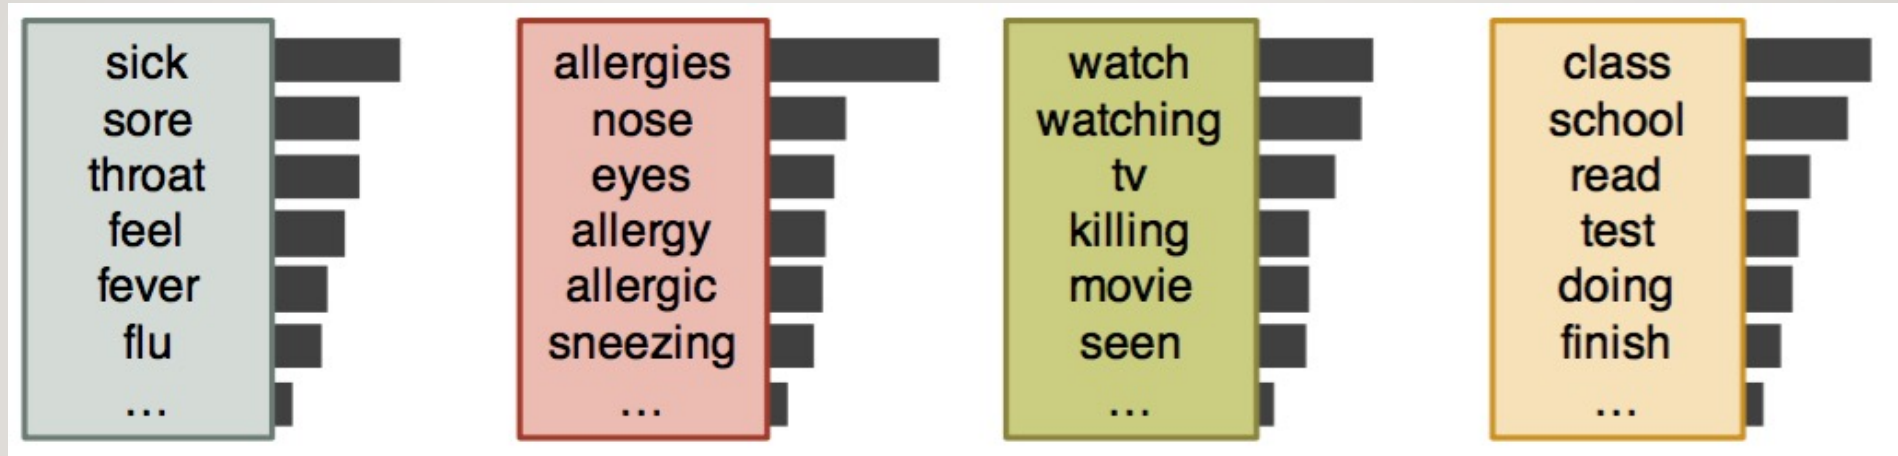 sick
sore
throat
feel
fever
flu
...
allergies
nose
eyes
allergy
allergic
sneezing
...
watch
watching
tv
killing
movie
seen
...
class
school
read
test
doing
finish
...